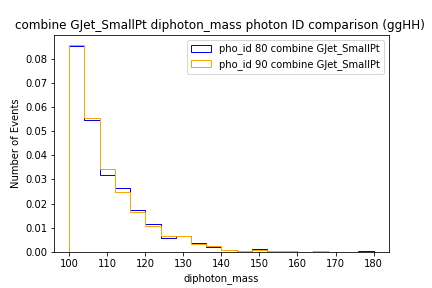 combine GJet_SmallPt diphoton_mass photon ID comparison (ggHH)
pho_id 80 combine GJet_SmallPt
pho_id 90 combine GJet_SmallPt
Number of Events
0.08
0.07
0.06
0.05
0.04
0.03
0.02
0.01
0.00
100 110 120 130 140 150 160 170 180
diphoton_mass